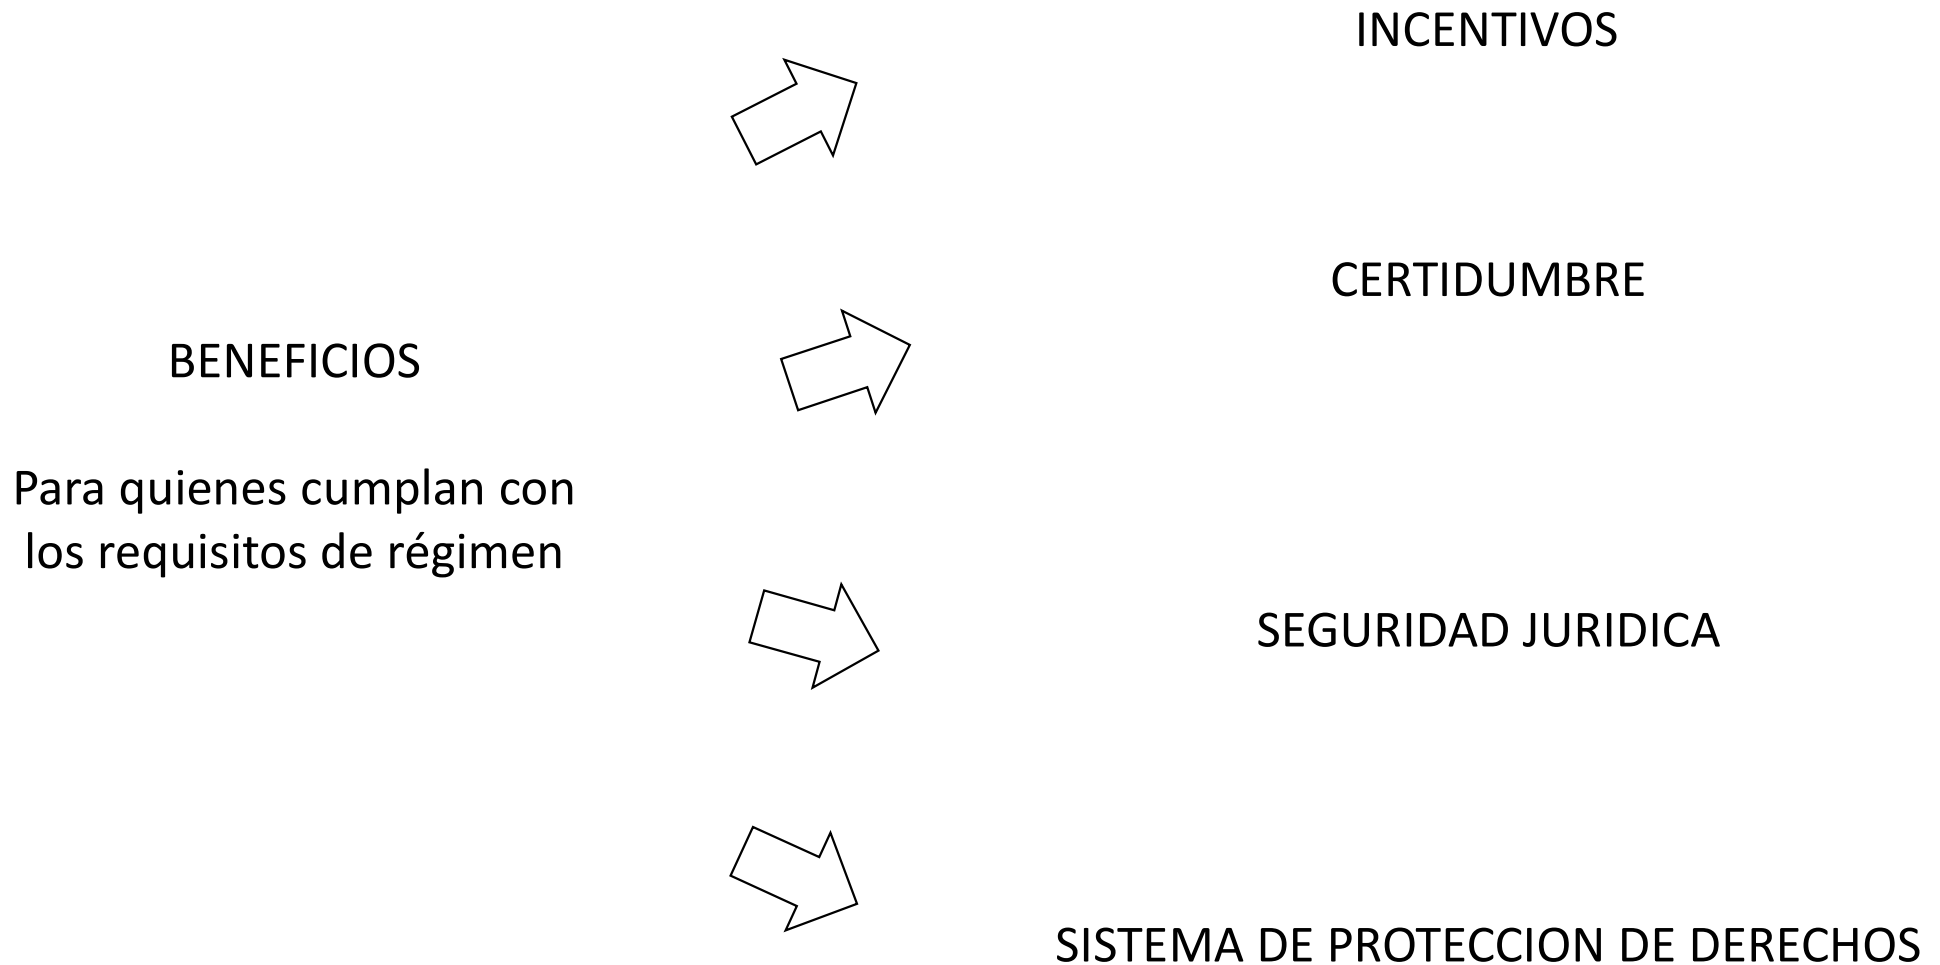 BENEFICIOS
Para quienes cumplan con
los requisitos de régimen
INCENTIVOS
CERTIDUMBRE
SEGURIDAD JURIDICA
SISTEMA DE PROTECCION DE DERECHOS